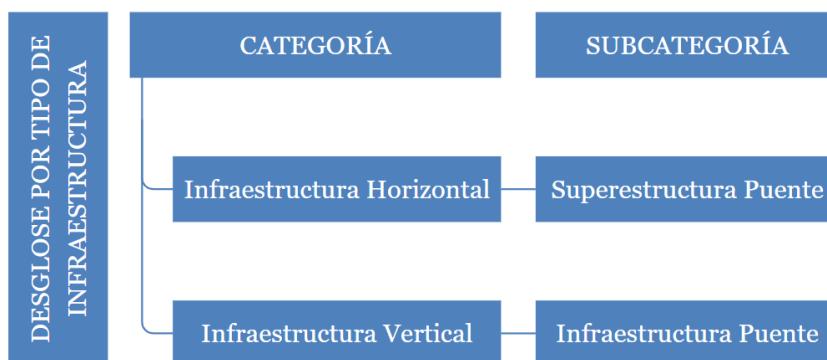 DESGLOSE POR TIPO DE
INFRAESTRUCTURA
CATEGORÍA
SUBCATEGORÍA
Infraestructura Horizontal
Superestructura Puente
Infraestructura Vertical
Infraestructura Puente